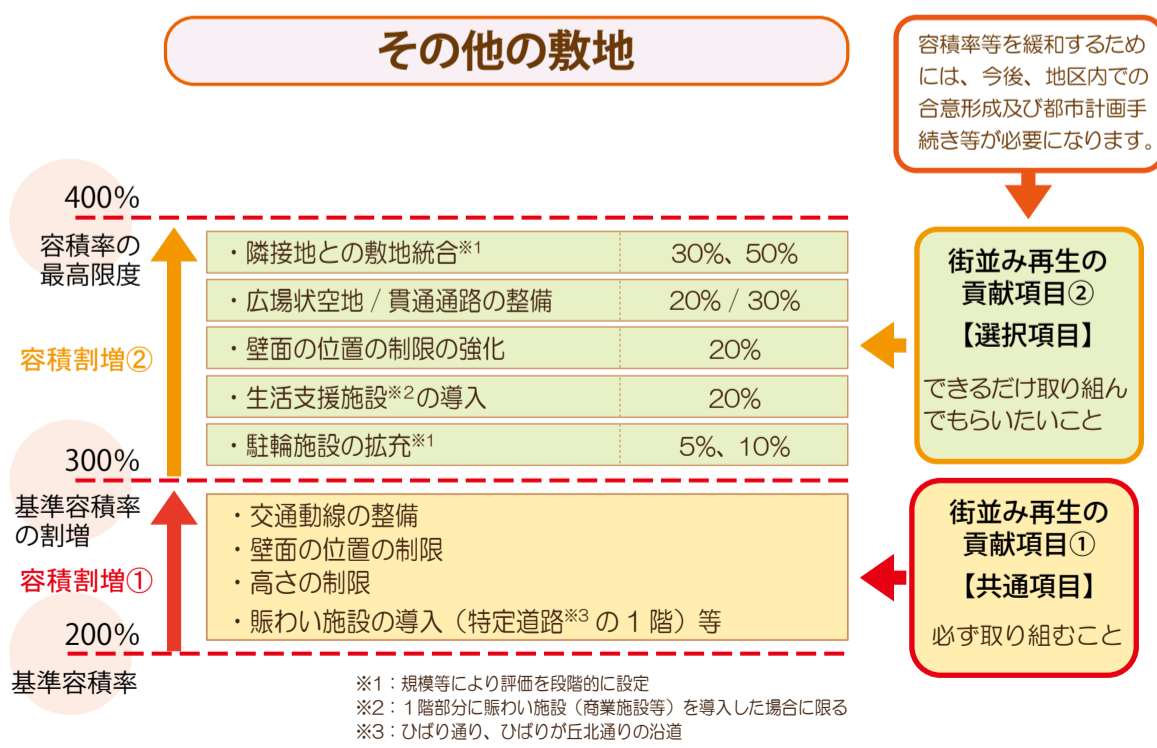 その他の敷地
容積率等を緩和するため
には、今後、地区内での
合意形成及び都市計画手
続き等が必要になります。
400%
容積率の
最高限度
容積割増②
300%
基準容積率
の割増
容積割増①
200%
基準容積率
・隣接地との敷地統合※1 30%、50%
・広場状空地 / 貫通通路の整備 20% / 30%
・壁面の位置の制限の強化 20%
・生活支援施設※2の導入 20%
・駐輪施設の拡充※1 5%、10%
・交通動線の整備
・壁面の位置の制限
・高さの制限
・賑わい施設の導入（特定道路※3 の 1 階）等
街並み再生の
貢献項目②
【選択項目】
できるだけ取り組ん
でもらいたいこと
街並み再生の
貢献項目①
【共通項目】
必ず取り組むこと
※1：規模等により評価を段階的に設定
※2：1階部分に賑わい施設（商業施設等）を導入した場合に限る
※3：ひばり通り、ひばりが丘北通りの沿道